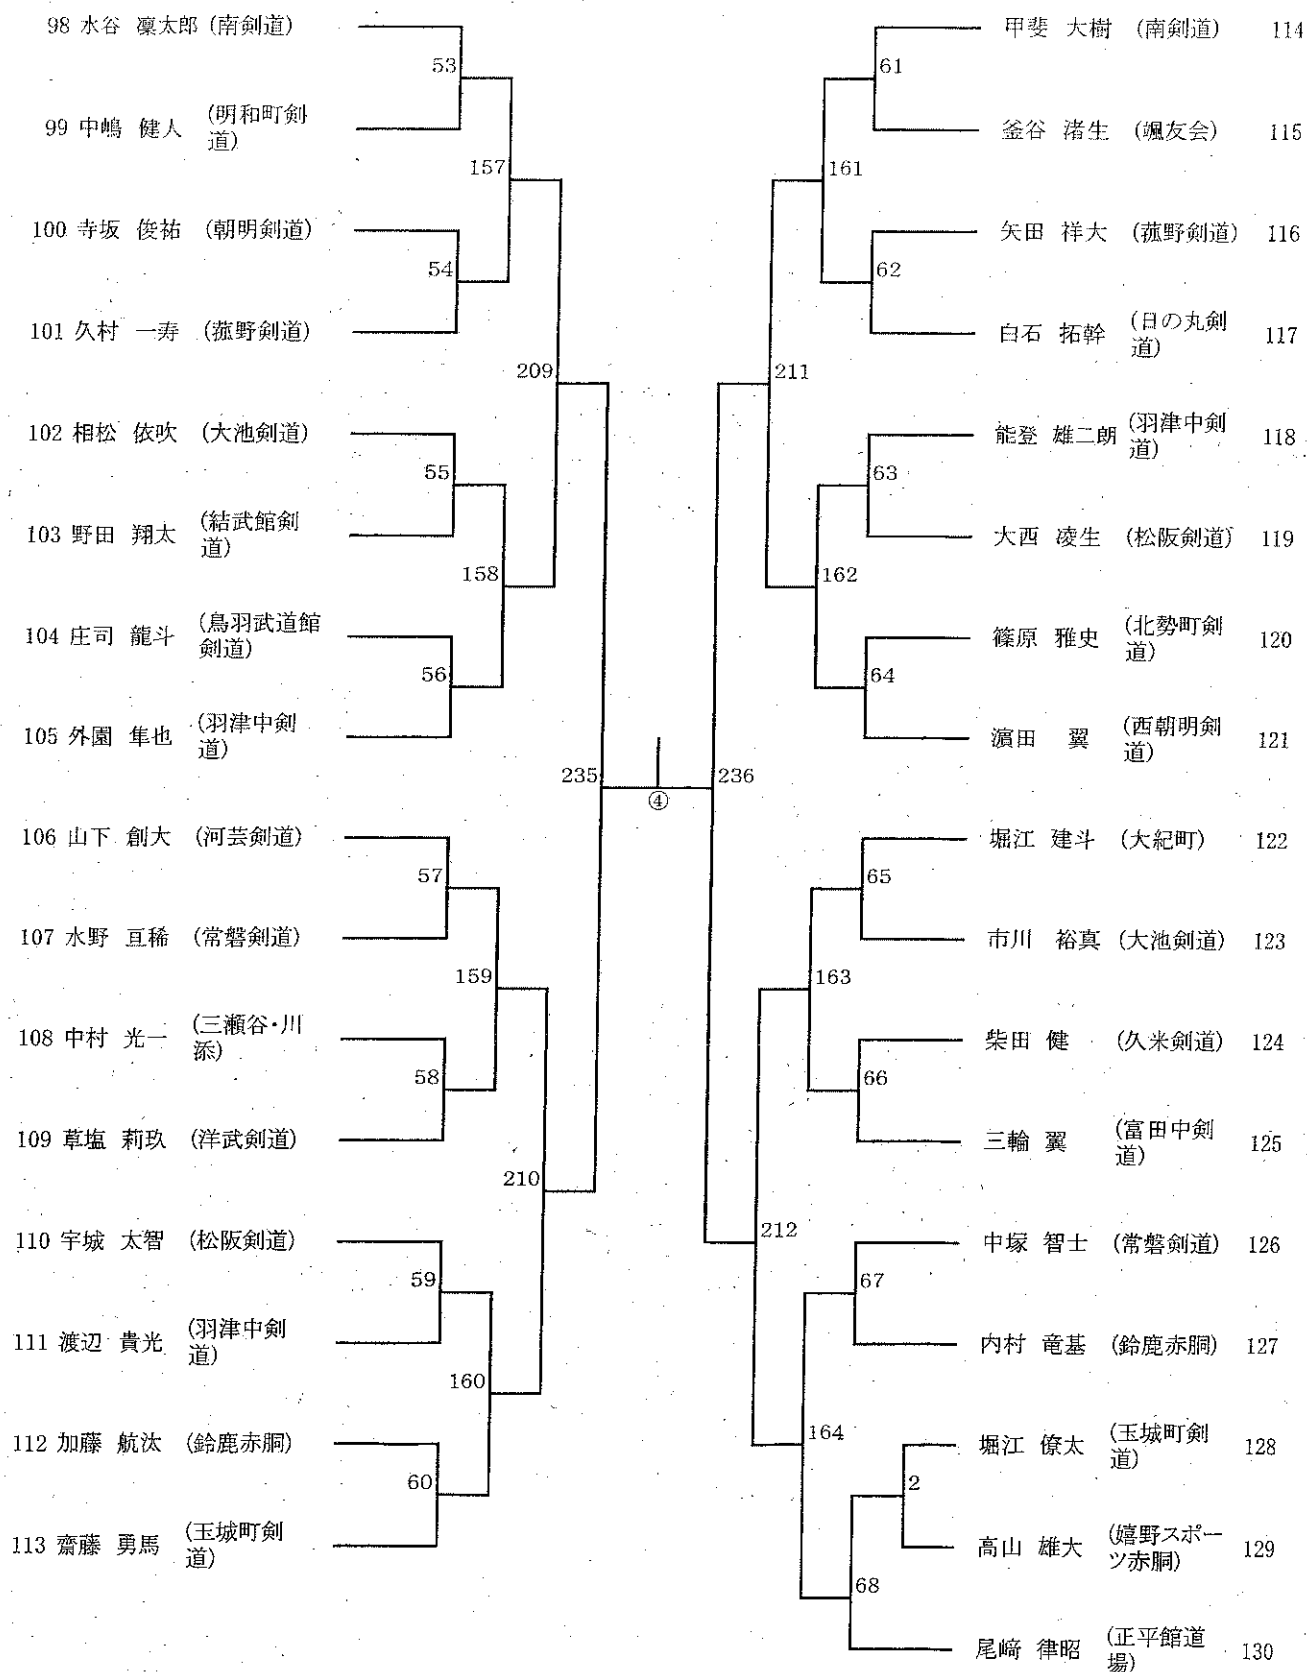 98 水谷 凜太郎 (南剣道)
53
99 中嶋 健人 (明和町剣
道)
157
100 寺坂 俊祐 (朝明剣道)
54
101 久村 一寿 (菰野剣道)
209
102 相松 依吹 (大池剣道)
55
103 野田 翔太 (結武館剣
道)
158
104 庄司 龍斗 (鳥羽武道館
剣道)
56
105 外園 隼也 (羽津中剣
道)
235
106 山下 創大 (河芸剣道)
57
107 水野 亘稀 (常磐剣道)
159
108 中村 光一 (三瀬谷・川
添)
58
109 草塩 莉玖 (洋武剣道)
210
110 宇城 太智 (松阪剣道)
59
111 渡辺 貴光 (羽津中剣
道)
160
112 加藤 航汰 (鈴鹿赤胴)
60
113 齋藤 勇馬 (玉城町剣
道)
④
甲斐 大樹 (南剣道) 114
61
釜谷 渚生 (颯友会) 115
161
矢田 祥大 (菰野剣道) 116
62
白石 拓幹 (日の丸剣
道) 117
211
能登 雄二朗 (羽津中剣
道) 118
63
大西 凌生 (松阪剣道) 119
162
篠原 雅史 (北勢町剣
道) 120
64
濵田 翼 (西朝明剣
道) 121
236
堀江 建斗 (大紀町) 122
65
市川 裕真 (大池剣道) 123
163
柴田 健 (久米剣道) 124
66
三輪 翼 (富田中剣
道) 125
212
中塚 智士 (常磐剣道) 126
67
内村 竜基 (鈴鹿赤胴) 127
164
堀江 僚太 (玉城町剣
道) 128
2
高山 雄大 (嬉野スポー
ツ赤胴) 129
68
尾﨑 律昭 (正平館道
場) 130